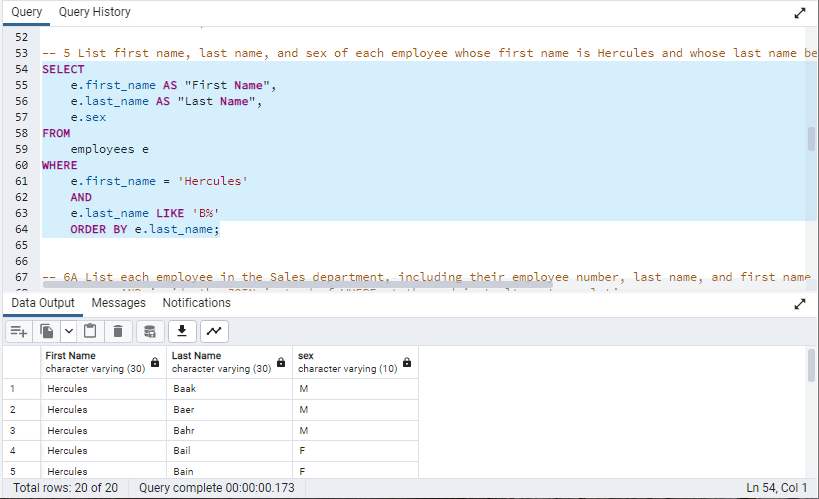 Query Query History
52
53 -- 5 List first name, last name, and sex of each employee whose first name is Hercules and whose last name be
54 SELECT
55 e.first_name AS "First Name",
56 e.last_name AS "Last Name",
57 e.sex
58 FROM
59 employees e
60 WHERE
61 e.first_name = 'Hercules'
62 AND
63 e.last_name LIKE 'B%'
64 ORDER BY e.last_name;
65
66
67 -- 6A List each employee in the Sales department, including their employee number, last name, and first name
Data Output Messages Notifications
First Name Last Name sex
character varying (30) character varying (30) character varying (10)
1 Hercules Baak M
2 Hercules Baer M
3 Hercules Bahr M
4 Hercules Bail F
5 Hercules Bain F
Total rows: 20 of 20 Query complete 00:00:00.173 Ln 54, Col 1